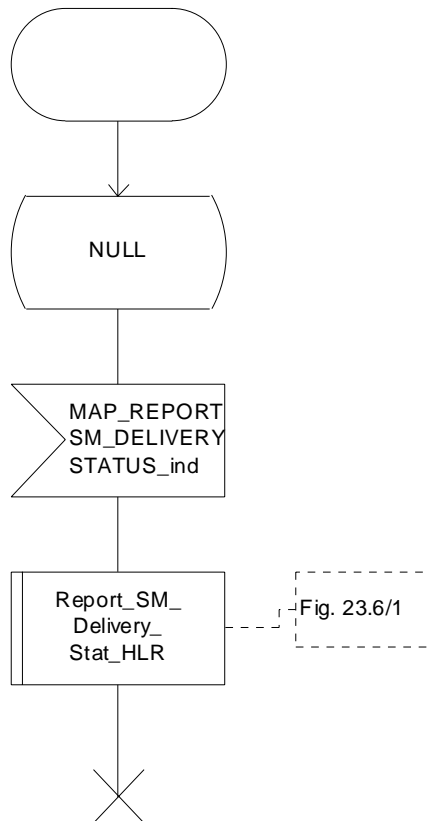 NULL
MAP_REPORT
SM_DELIVERY
STATUS_ind
Report_SM_
Delivery_
Stat_HLR
Fig. 23.6/1